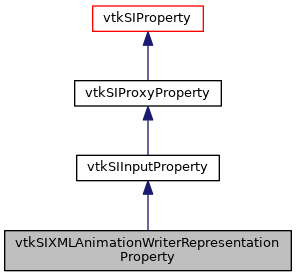 vtkSIProperty
vtkSIProxyProperty
vtkSIInputProperty
vtkSIXMLAnimationWriterRepresentation
Property